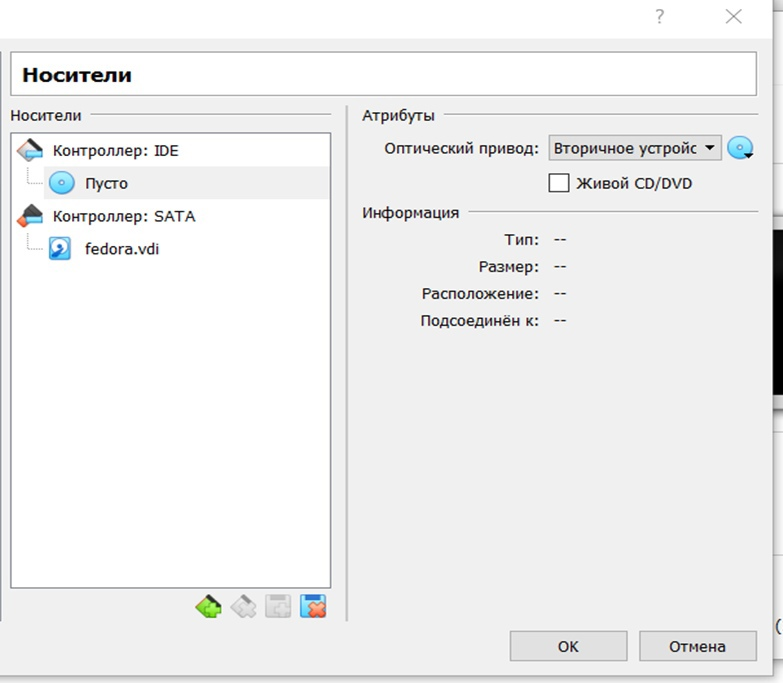 ?
Носители
Носители
Контроллер: IDE
Пусто
Контроллер: SATA
fedora.vdi
Атрибуты
Оптический привод: Вторичное устройс
Живой CD/DVD
Информация
Тип: --
Размер: --
Расположение: --
Подсоединён к: --
OK
Отмена
(